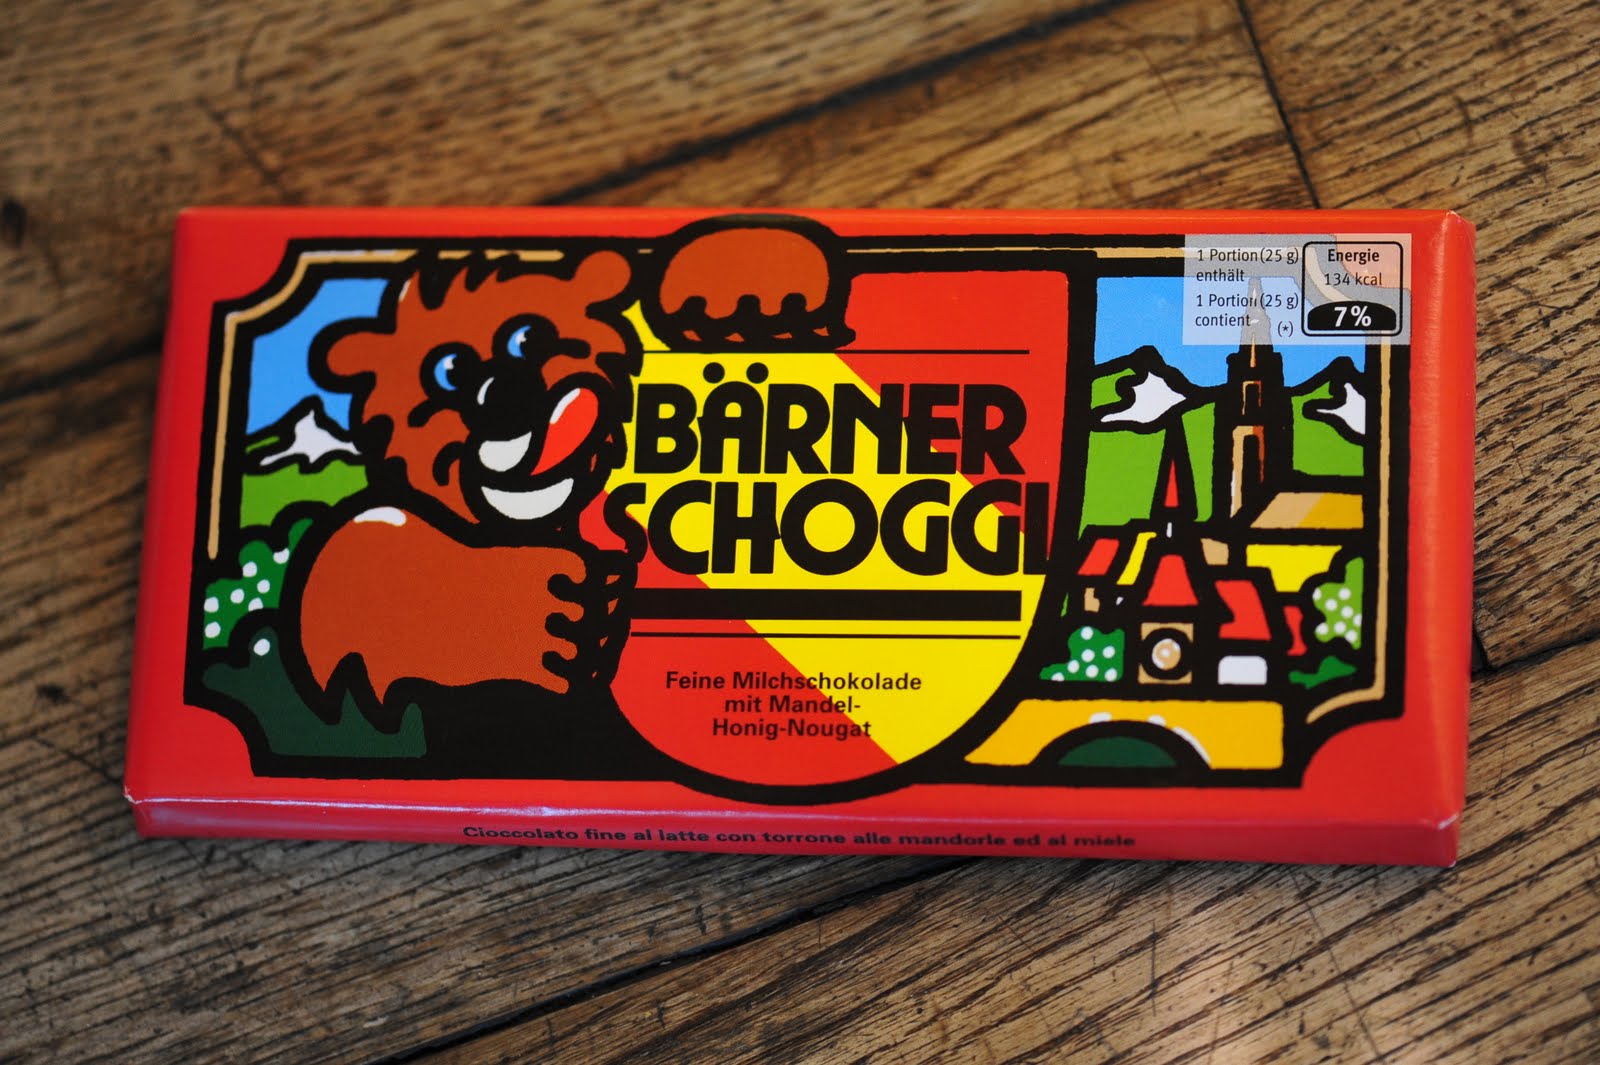 BÄRNER
SCHOGGI
Feine Milchschokolade
mit Mandel-
Honig-Nougat
1 Portion (25 g)
enthält
1 Portion (25 g)
contient (*)
Energie
134 kcal
7%
Cioccolato fine al latte con torrone alle mandorle ed al miele